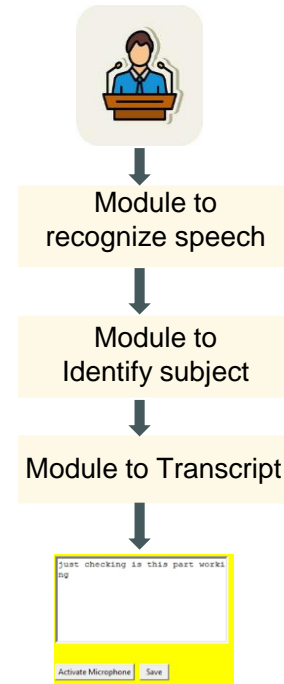 Module to
recognize speech
Module to
Identify subject
Module to Transcript
just checking is this part worki
ng
Activate Microphone Save